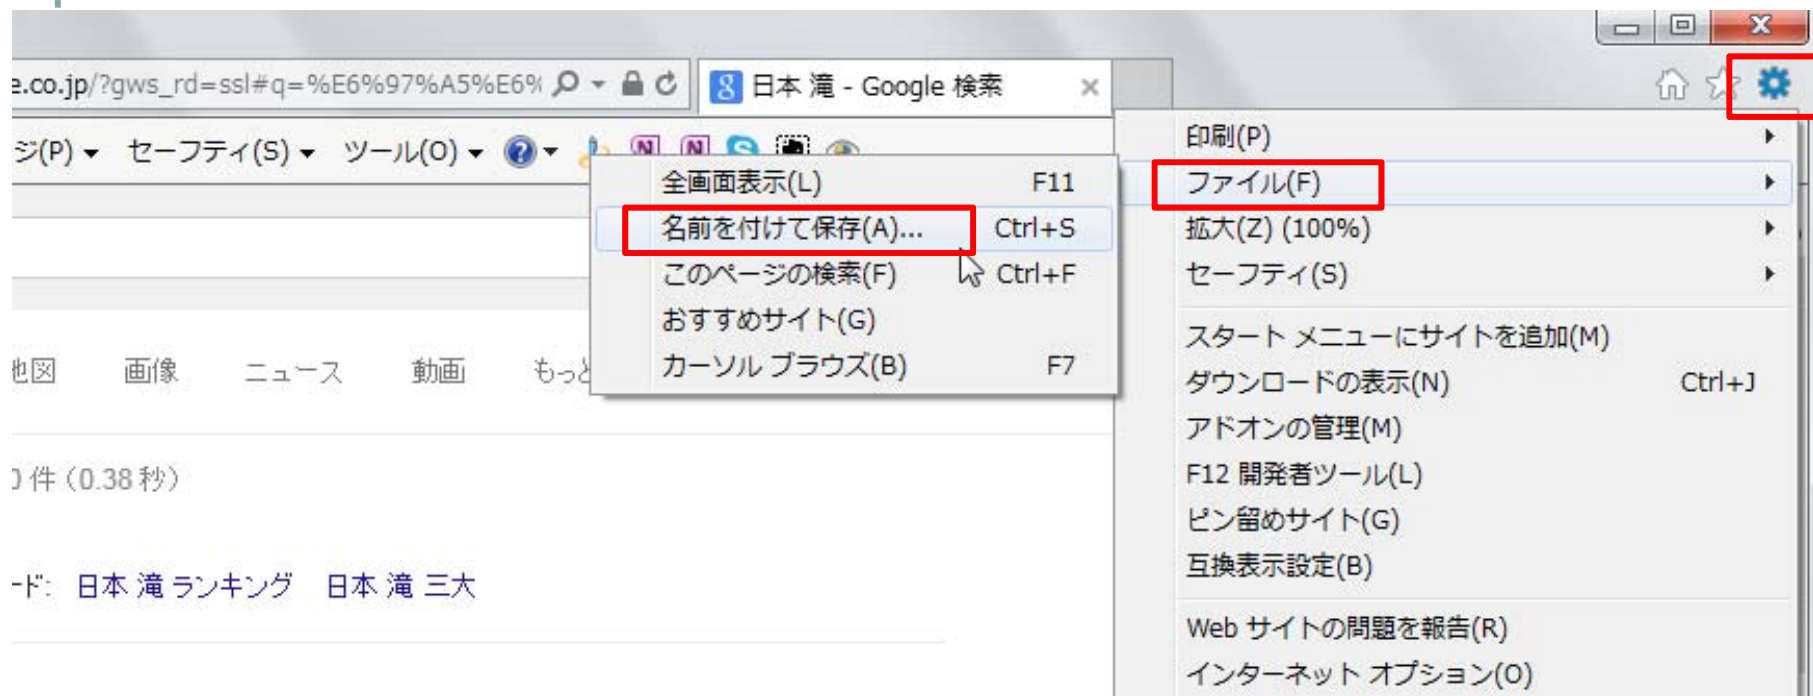 e.co.jp/?gws_rd=ssl#q=%E6%97%A5%E6%
日本 滝 - Google 検索
ジ(P) セーフティ(S) ツール(O)
全画面表示(L) F11
名前を付けて保存(A)... Ctrl+S
このページの検索(F) Ctrl+F
おすすめサイト(G)
カーソル ブラウズ(B) F7
印刷(P)
ファイル(F)
拡大(Z) (100%)
セーフティ(S)
スタート メニューにサイトを追加(M)
ダウンロードの表示(N) Ctrl+J
アドオンの管理(M)
F12 開発者ツール(L)
ピン留めサイト(G)
互換表示設定(B)
Web サイトの問題を報告(R)
インターネット オプション(O)
地図 画像 ニュース 動画 もっと
0 件 (0.38 秒)
ード: 日本 滝 ランキング 日本 滝 三大